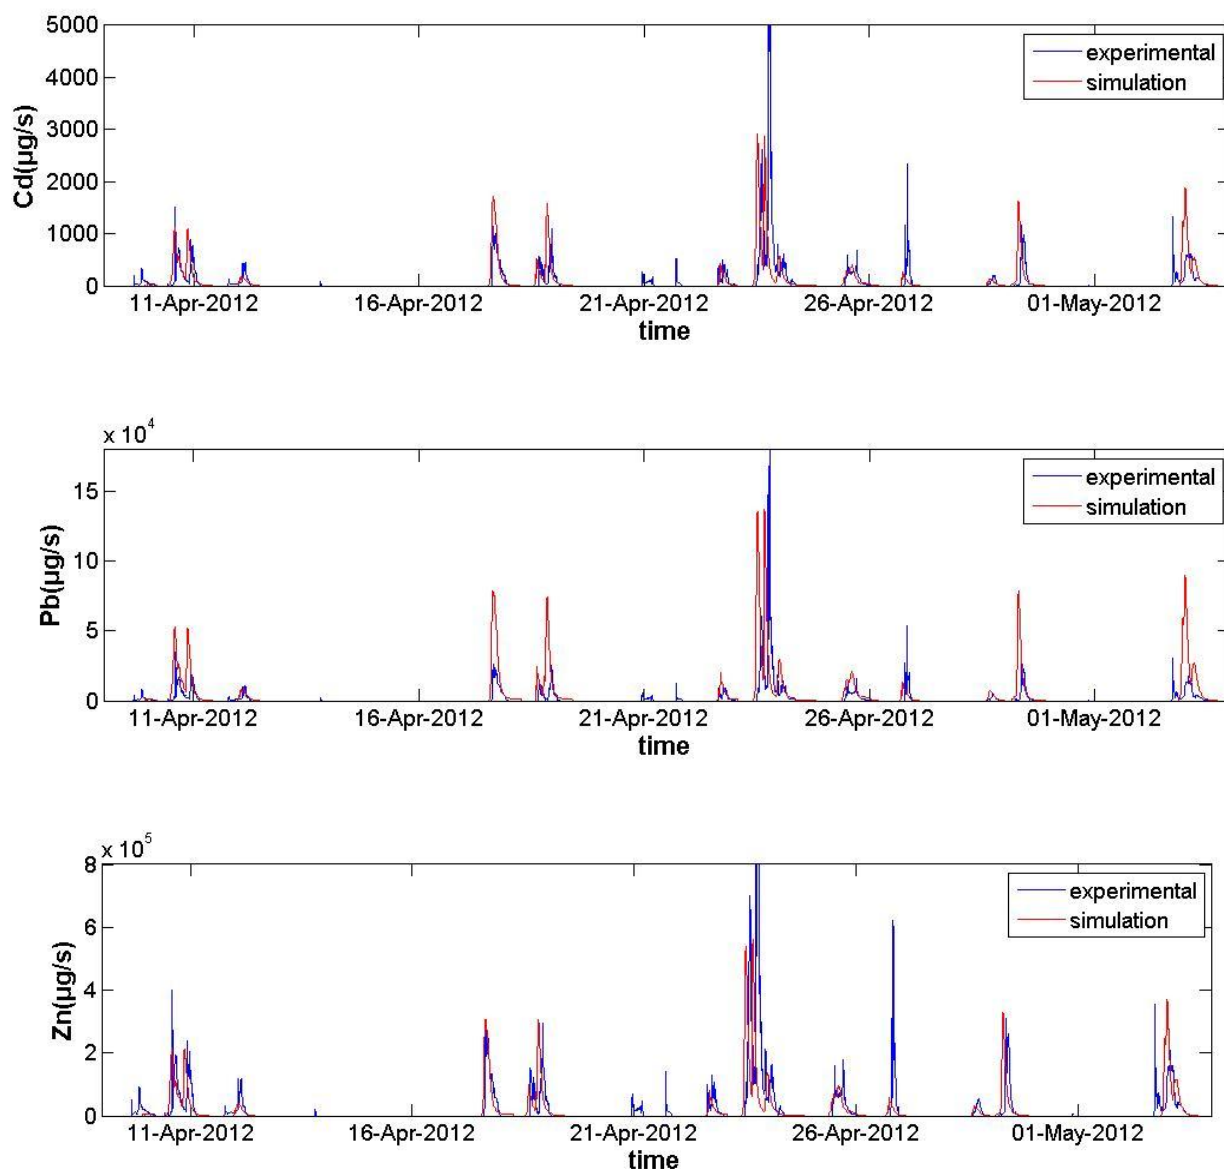 5000
4000
3000
2000
1000
0
Cd(µg/s)
experimental
simulation
11-Apr-2012 16-Apr-2012 21-Apr-2012 26-Apr-2012 01-May-2012
time
x 10^4
15
10
5
0
Pb(µg/s)
experimental
simulation
11-Apr-2012 16-Apr-2012 21-Apr-2012 26-Apr-2012 01-May-2012
time
x 10^5
8
6
4
2
0
Zn(µg/s)
experimental
simulation
11-Apr-2012 16-Apr-2012 21-Apr-2012 26-Apr-2012 01-May-2012
time